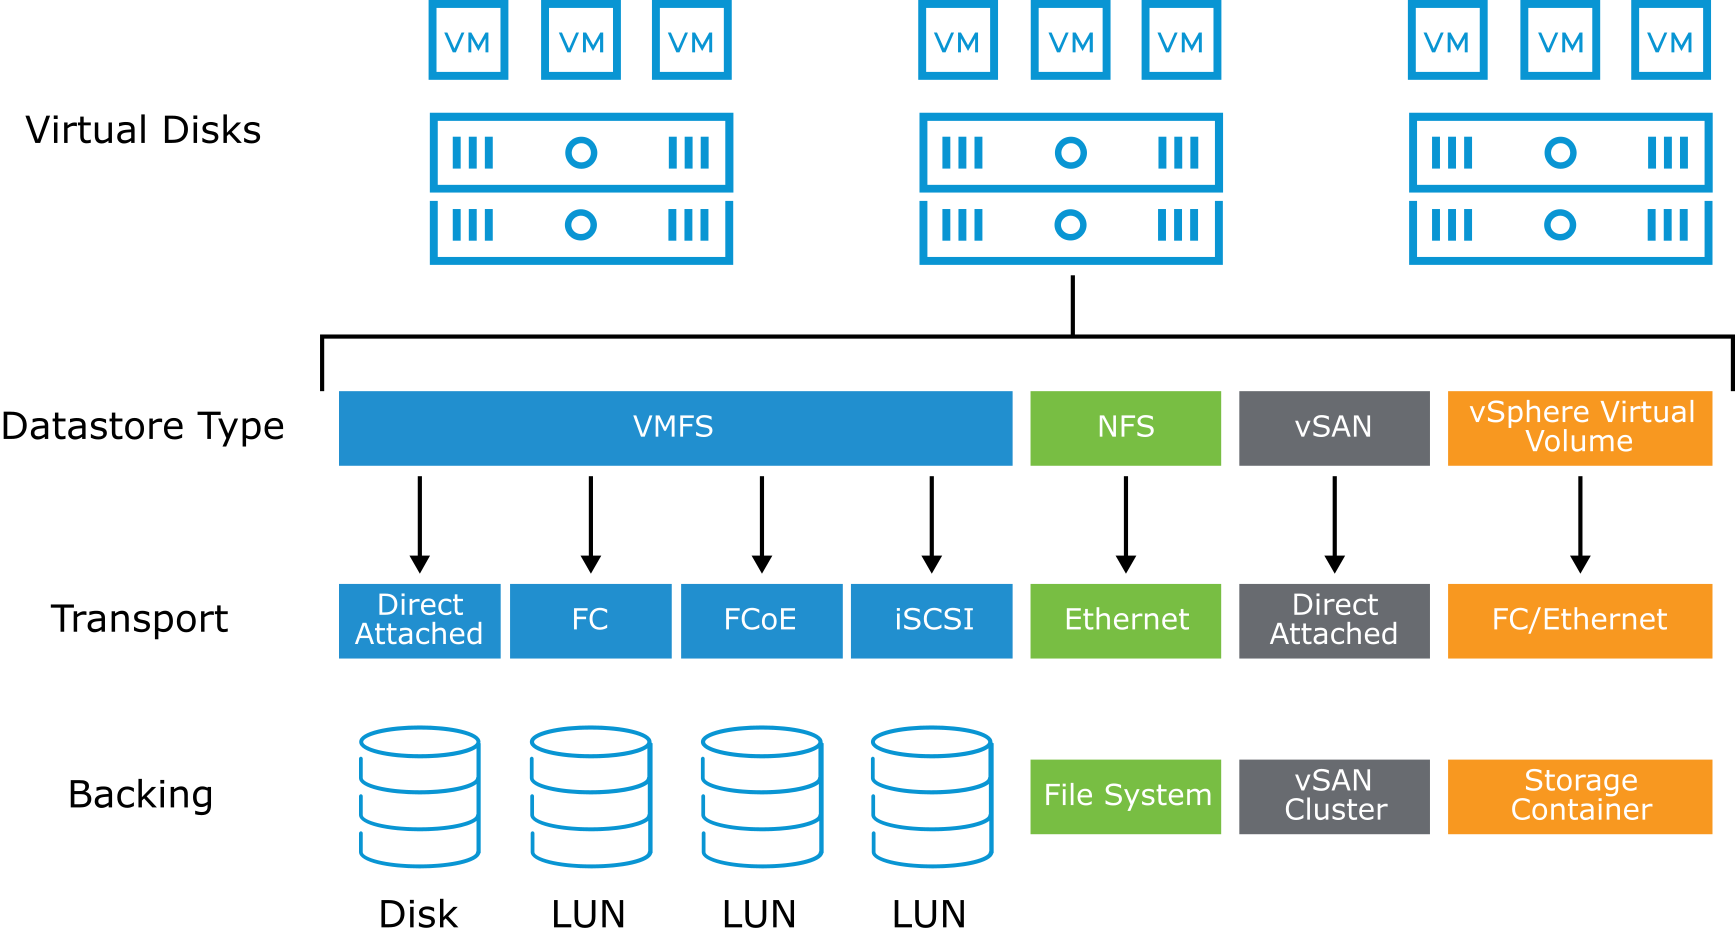 VM VM VM VM VM VM VM VM VM
Virtual Disks
Datastore Type
VMFS
NFS
vSAN
vSphere Virtual
Volume
Transport
Direct
Attached
FC
FCoE
iSCSI
Ethernet
Direct
Attached
FC/Ethernet
Backing
File System
vSAN
Cluster
Storage
Container
Disk
LUN
LUN
LUN